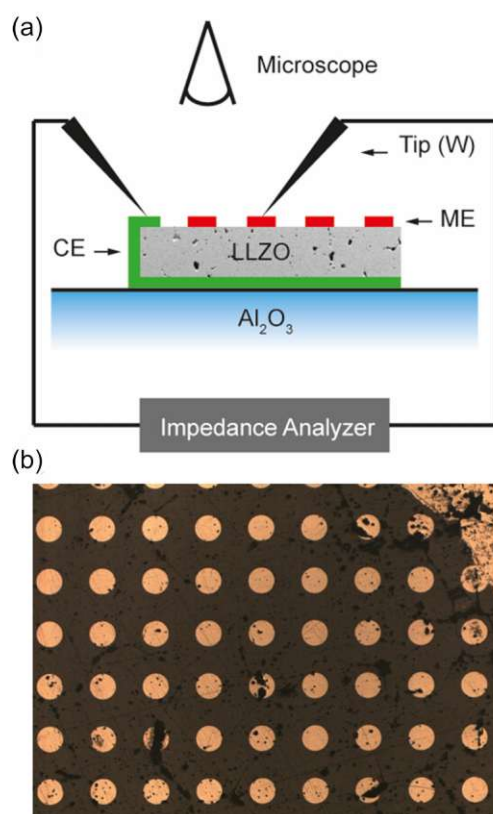 (a)
Microscope
Tip (W)
CE
LLZO
ME
Al₂O₃
Impedance Analyzer
(b)